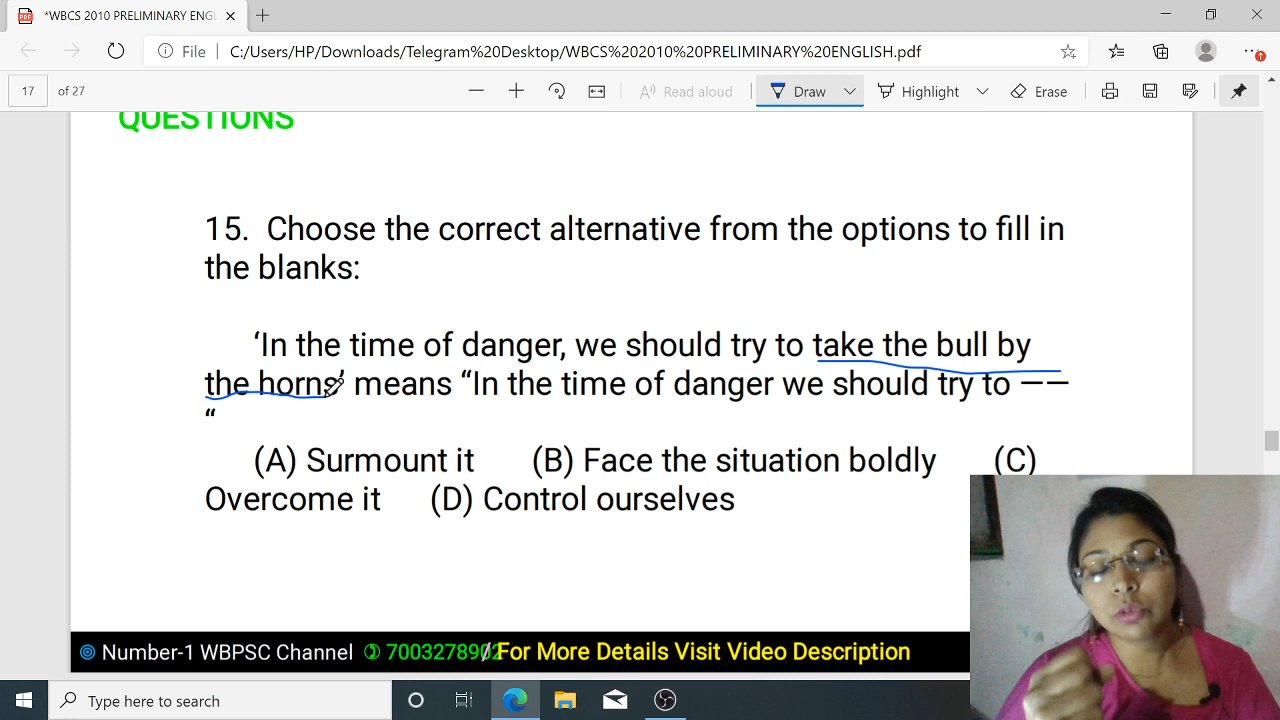 *WBCS 2010 PRELIMINARY ENGL
File C:/Users/HP/Downloads/Telegram%20Desktop/WBCS%202010%20PRELIMINARY%20ENGLISH.pdf
17 of 27 Read aloud Draw Highlight Erase
QUESTIONS
15. Choose the correct alternative from the options to fill in
the blanks:
‘In the time of danger, we should try to take the bull by
the horns’ means “In the time of danger we should try to ——
“
(A) Surmount it (B) Face the situation boldly (C)
Overcome it (D) Control ourselves
Number-1 WBPSC Channel ✆ 7003278902 / For More Details Visit Video Description
Type here to search